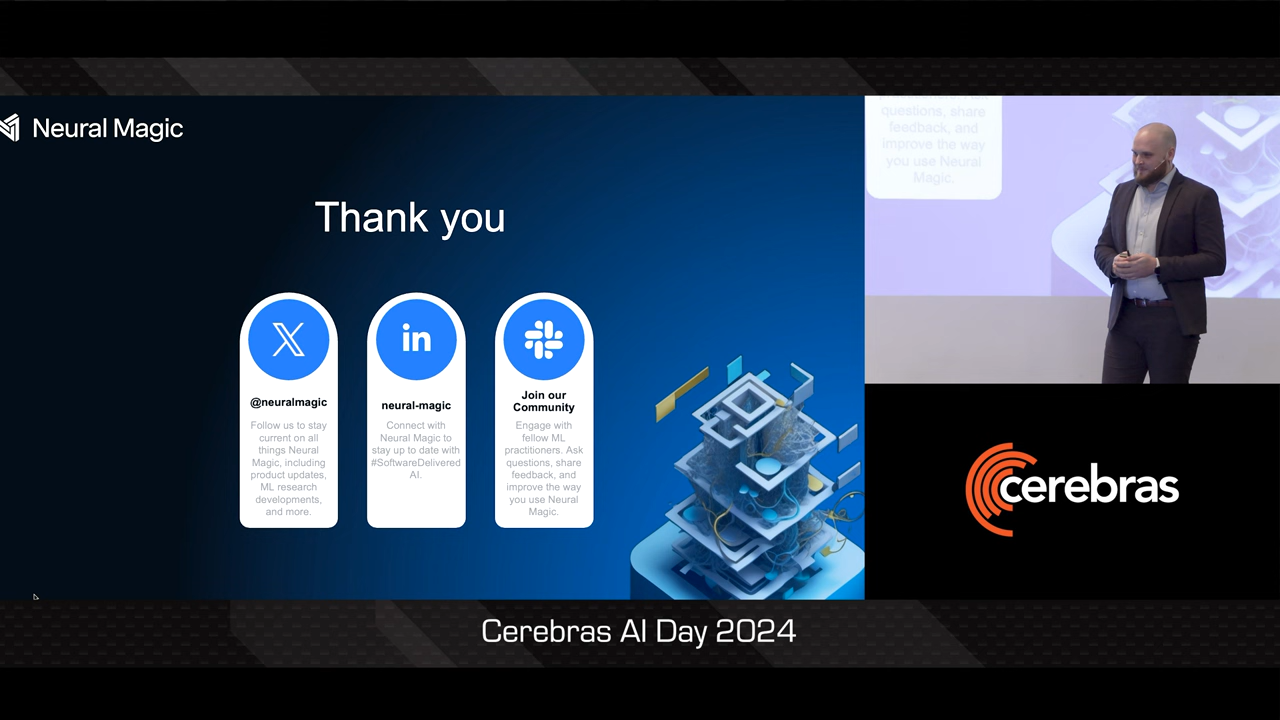 Neural Magic
Thank you
@neuralmagic
Follow us to stay
current on all
things Neural
Magic, including
product updates,
ML research
developments,
and more.
in
neural-magic
Connect with
Neural Magic to
stay up to date with
#SoftwareDelivered
AI.
Join our
Community
Engage with
fellow ML
practitioners. Ask
questions, share
feedback, and
improve the way
you use Neural
Magic.
questions, share
feedback, and
improve the way
you use Neural
Magic.
cerebras
Cerebras AI Day 2024